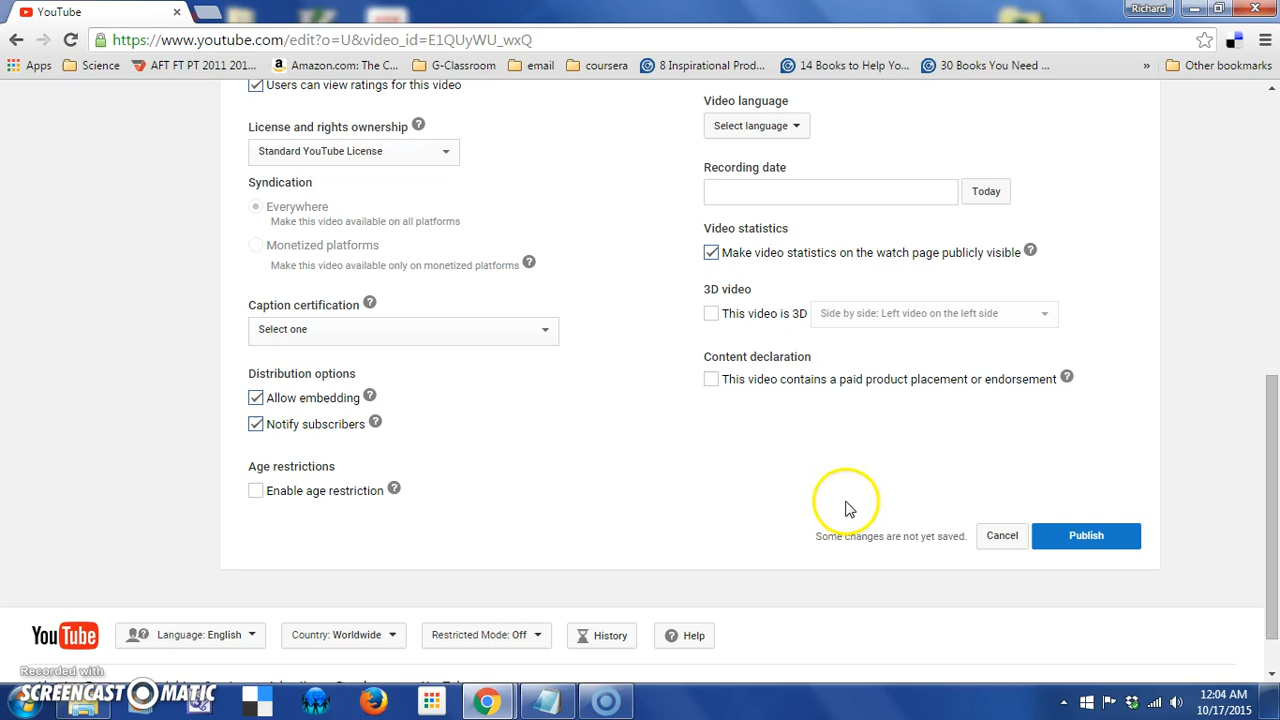 YouTube
Richard
https://www.youtube.com/edit?o=U&video_id=E1QUyWU_wxQ
Apps
Science
AFT FT PT 2011 201...
Amazon.com: The C...
G-Classroom
email
coursera
8 Inspirational Prod...
14 Books to Help Yo...
30 Books You Need ...
»
Other bookmarks
Users can view ratings for this video
License and rights ownership ?
Standard YouTube License
Syndication
Everywhere
Make this video available on all platforms
Monetized platforms
Make this video available only on monetized platforms ?
Caption certification ?
Select one
Distribution options
Allow embedding ?
Notify subscribers ?
Age restrictions
Enable age restriction ?
Video language
Select language
Recording date
Today
Video statistics
Make video statistics on the watch page publicly visible ?
3D video
This video is 3D
Side by side: Left video on the left side
Content declaration
This video contains a paid product placement or endorsement ?
Some changes are not yet saved.
Cancel
Publish
YouTube
Language: English
Country: Worldwide
Restricted Mode: Off
History
? Help
Recorded with
SCREENCAST-O-MATIC
12:04 AM
10/17/2015